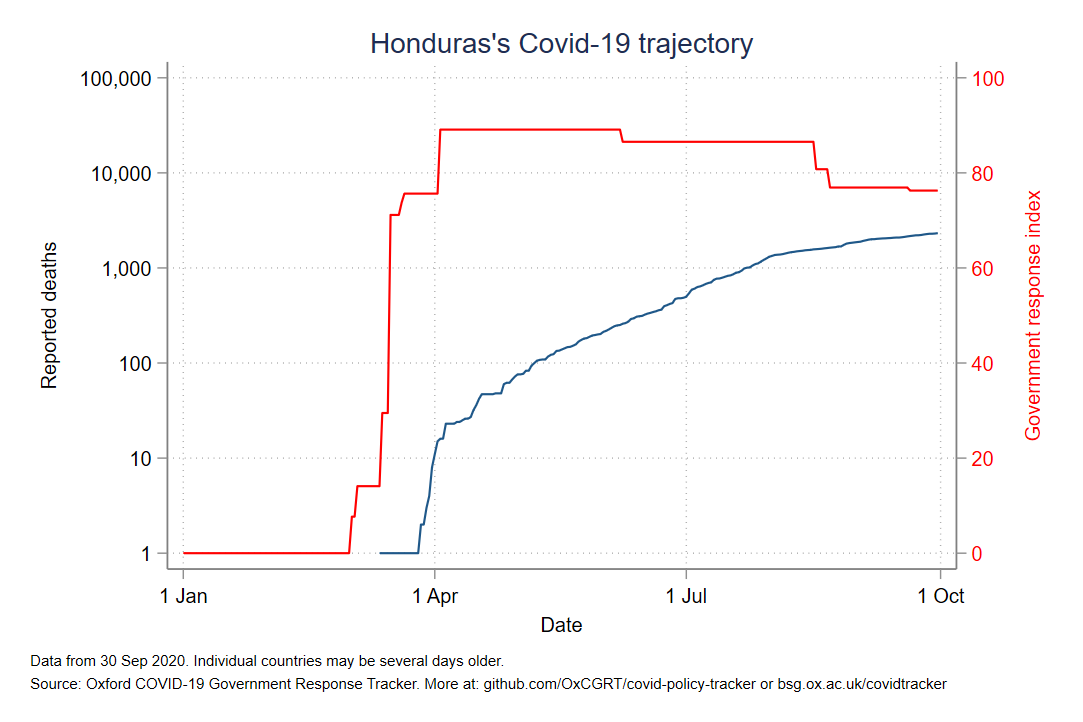 Honduras's Covid-19 trajectory
100,000
10,000
1,000
100
10
1
Reported deaths
100
80
60
40
20
0
Government response index
1 Jan
1 Apr
1 Jul
1 Oct
Date
Data from 30 Sep 2020. Individual countries may be several days older.
Source: Oxford COVID-19 Government Response Tracker. More at: github.com/OxCGRT/covid-policy-tracker or bsg.ox.ac.uk/covidtracker